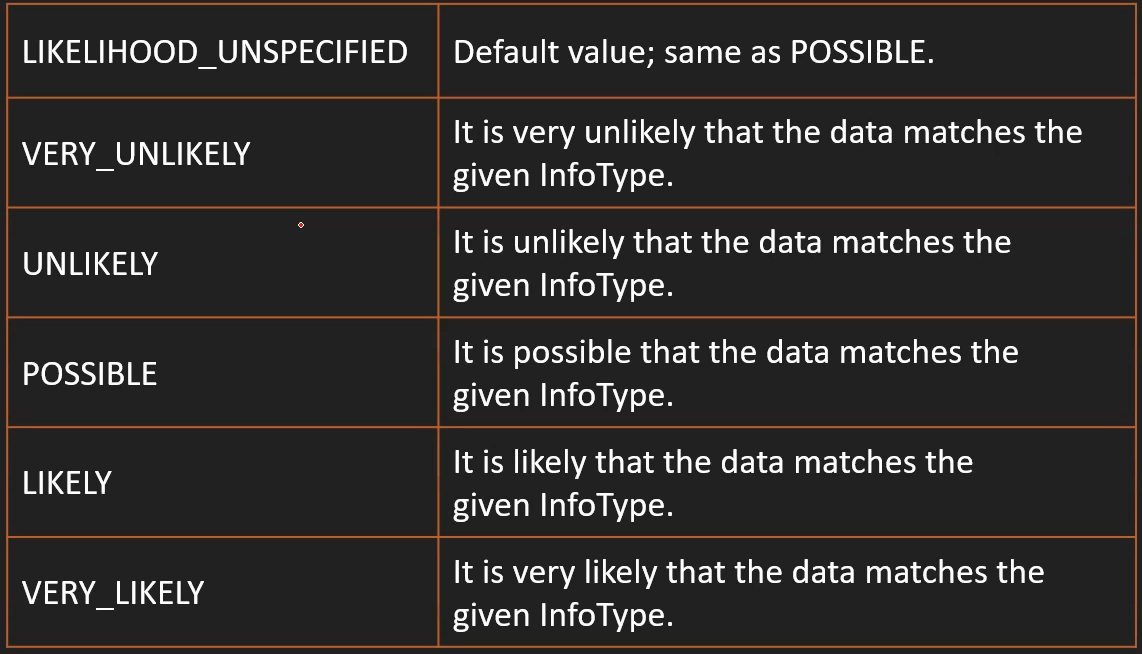 LIKELIHOOD_UNSPECIFIED
Default value; same as POSSIBLE.
VERY_UNLIKELY
It is very unlikely that the data matches the
given InfoType.
UNLIKELY
It is unlikely that the data matches the
given InfoType.
POSSIBLE
It is possible that the data matches the
given InfoType.
LIKELY
It is likely that the data matches the
given InfoType.
VERY_LIKELY
It is very likely that the data matches the
given InfoType.